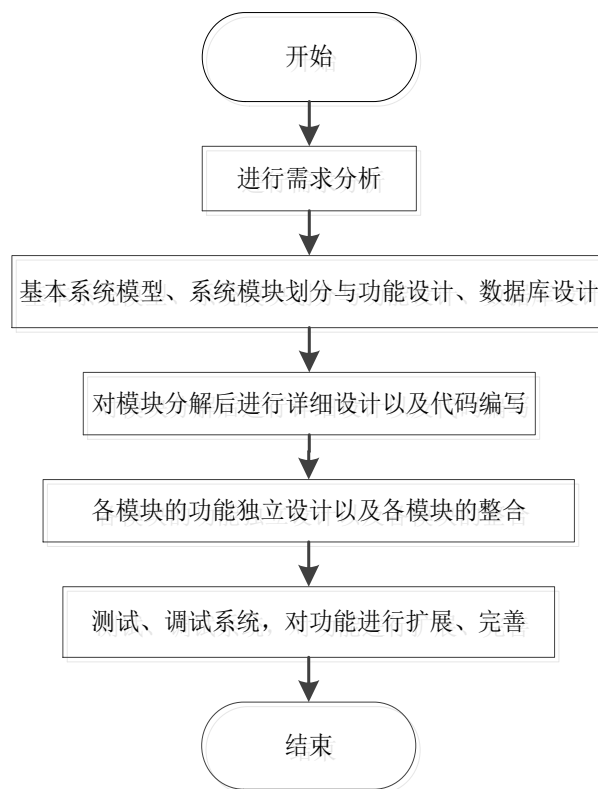 开始
进行需求分析
基本系统模型、系统模块划分与功能设计、数据库设计
对模块分解后进行详细设计以及代码编写
各模块的功能独立设计以及各模块的整合
测试、调试系统，对功能进行扩展、完善
结束